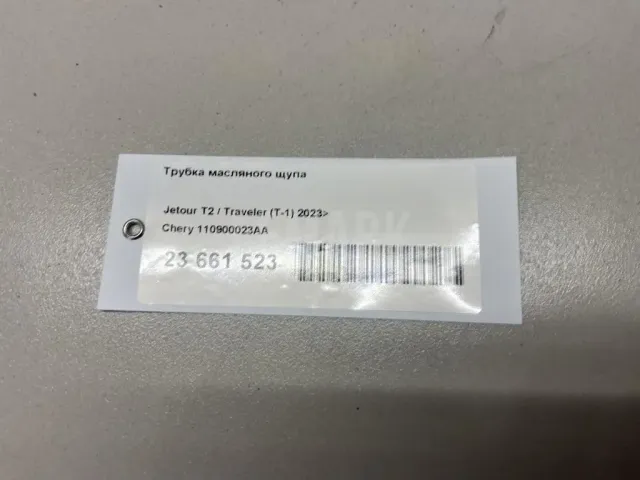 Трубка масляного щупа
Jetour T2 / Traveler (T-1) 2023>
Chery 110900023AA
23 661 523